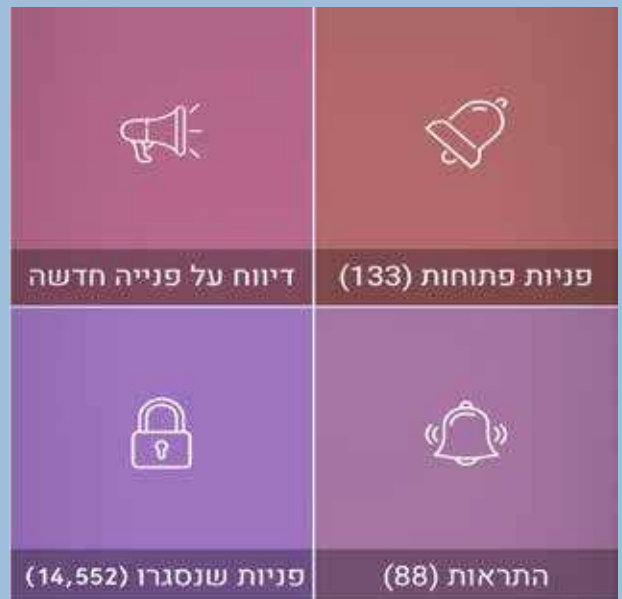 פניות פתוחות (133)
דיווח על פנייה חדשה
התראות (88)
פניות שנסגרו (14,552)